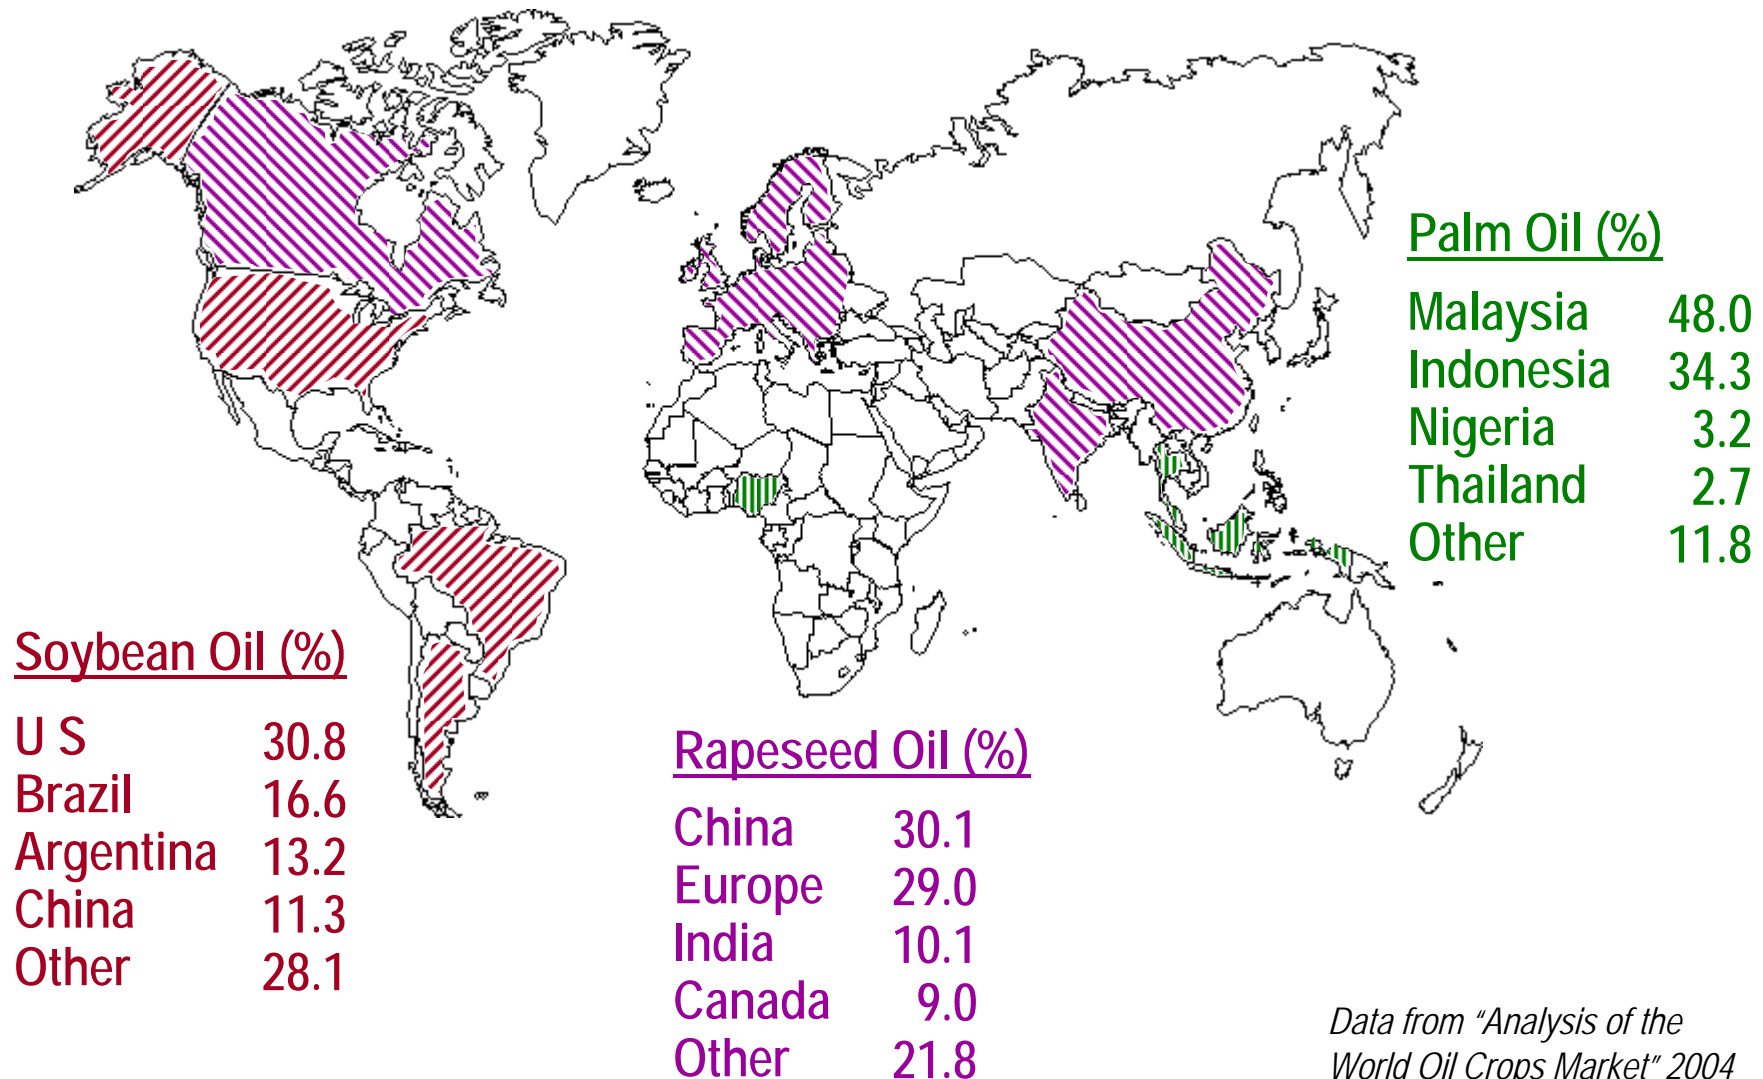 Palm Oil (%)
Malaysia 48.0
Indonesia 34.3
Nigeria 3.2
Thailand 2.7
Other 11.8
Soybean Oil (%)
U S 30.8
Brazil 16.6
Argentina 13.2
China 11.3
Other 28.1
Rapeseed Oil (%)
China 30.1
Europe 29.0
India 10.1
Canada 9.0
Other 21.8
Data from “Analysis of the
World Oil Crops Market” 2004